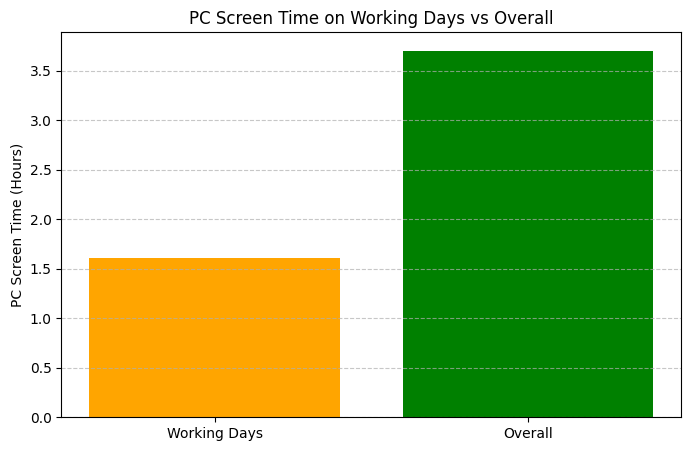 PC Screen Time on Working Days vs Overall
PC Screen Time (Hours)
3.5
3.0
2.5
2.0
1.5
1.0
0.5
0.0
Working Days
Overall